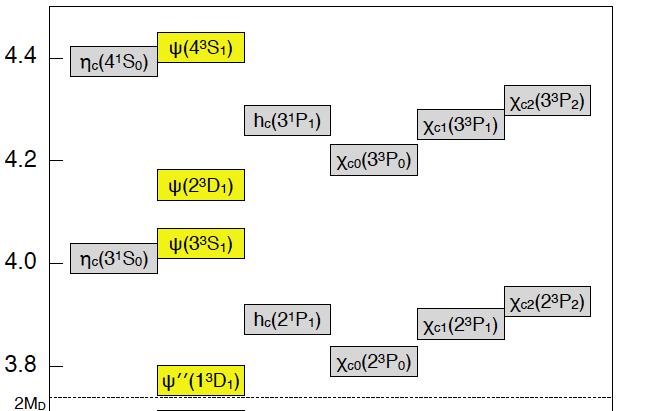 4.4
ηc(4¹S₀)
ψ(4³S₁)
hc(3¹P₁)
χc0(3³P₀)
χc1(3³P₁)
χc2(3³P₂)
4.2
ψ(2³D₁)
4.0
ηc(3¹S₀)
ψ(3³S₁)
hc(2¹P₁)
χc0(2³P₀)
χc1(2³P₁)
χc2(2³P₂)
3.8
ψ′′(1³D₁)
2MD